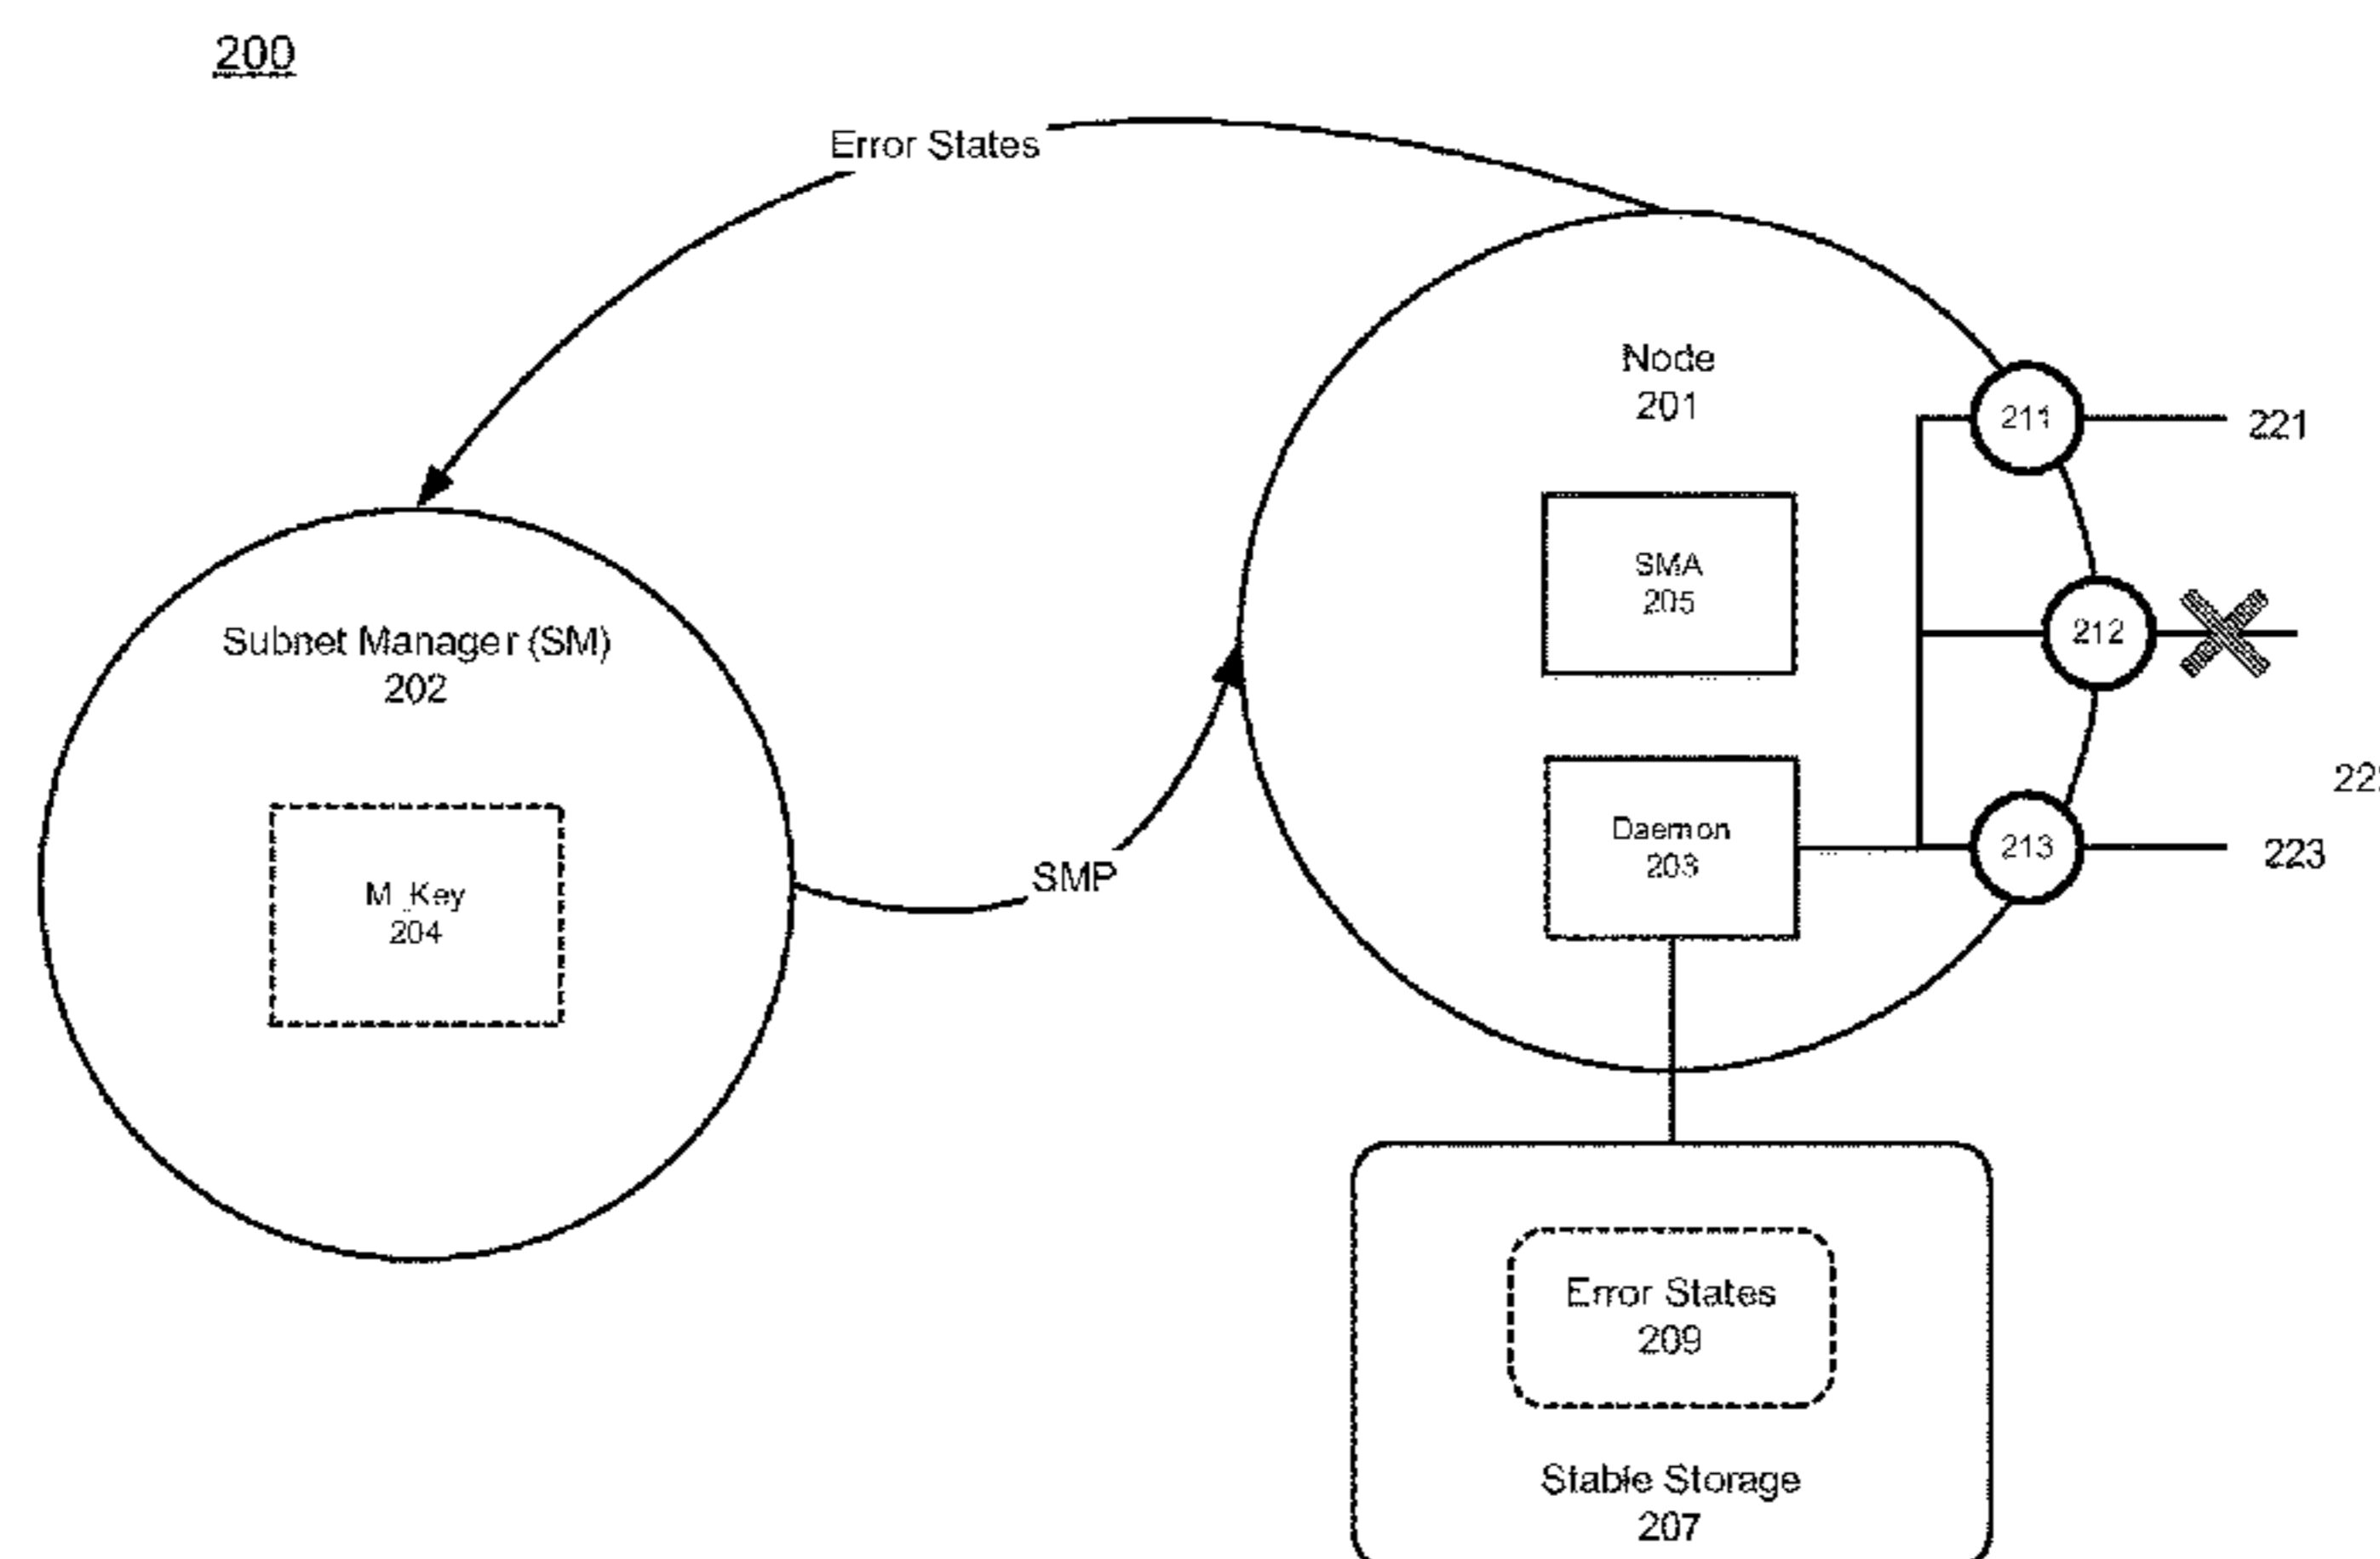 200
Error States
Node
201
211
221
SMA
205
212
Subnet Manager (SM)
202
SMP
M_Key
204
Daemon
203
213
223
Error States
209
Stable Storage
207